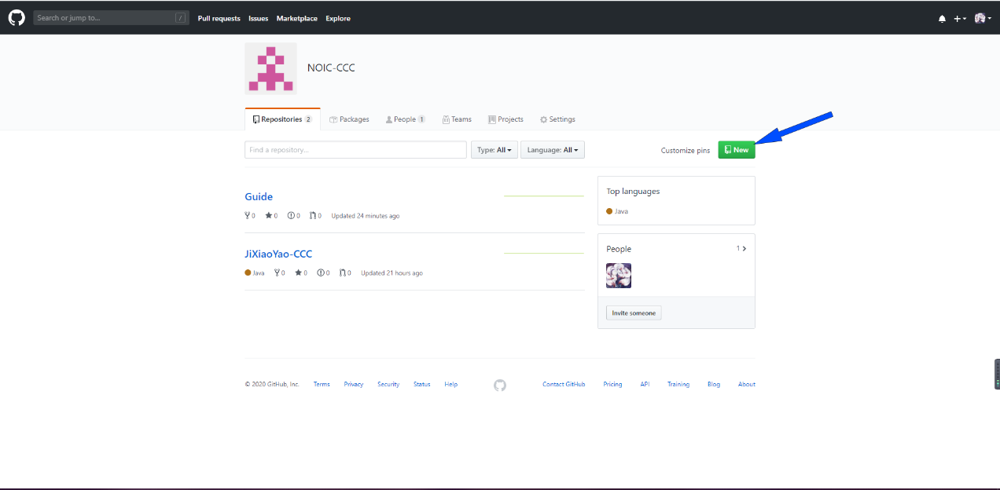 Search or jump to... /
Pull requests Issues Marketplace Explore
NOIC-CCC
Repositories 2 Packages People 1 Teams Projects Settings
Find a repository... Type: All Language: All Customize pins New
Guide
0 0 0 0 Updated 24 minutes ago
JiXiaoYao-CCC
Java 0 0 0 0 Updated 21 hours ago
Top languages
Java
People 1
Invite someone
© 2020 GitHub, Inc. Terms Privacy Security Status Help Contact GitHub Pricing API Training Blog About